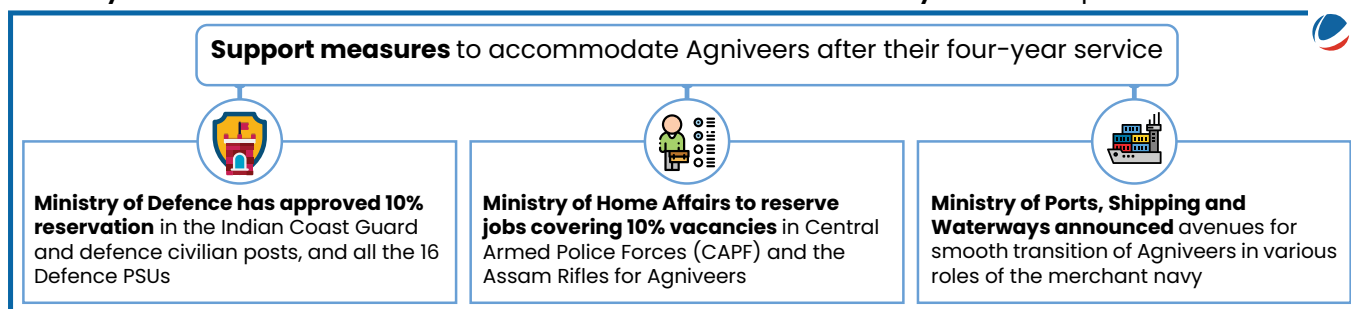 Support measures to accommodate Agniveers after their four-year service
Ministry of Defence has approved 10%
reservation in the Indian Coast Guard
and defence civilian posts, and all the 16
Defence PSUs
Ministry of Home Affairs to reserve
jobs covering 10% vacancies in Central
Armed Police Forces (CAPF) and the
Assam Rifles for Agniveers
Ministry of Ports, Shipping and
Waterways announced avenues for
smooth transition of Agniveers in various
roles of the merchant navy